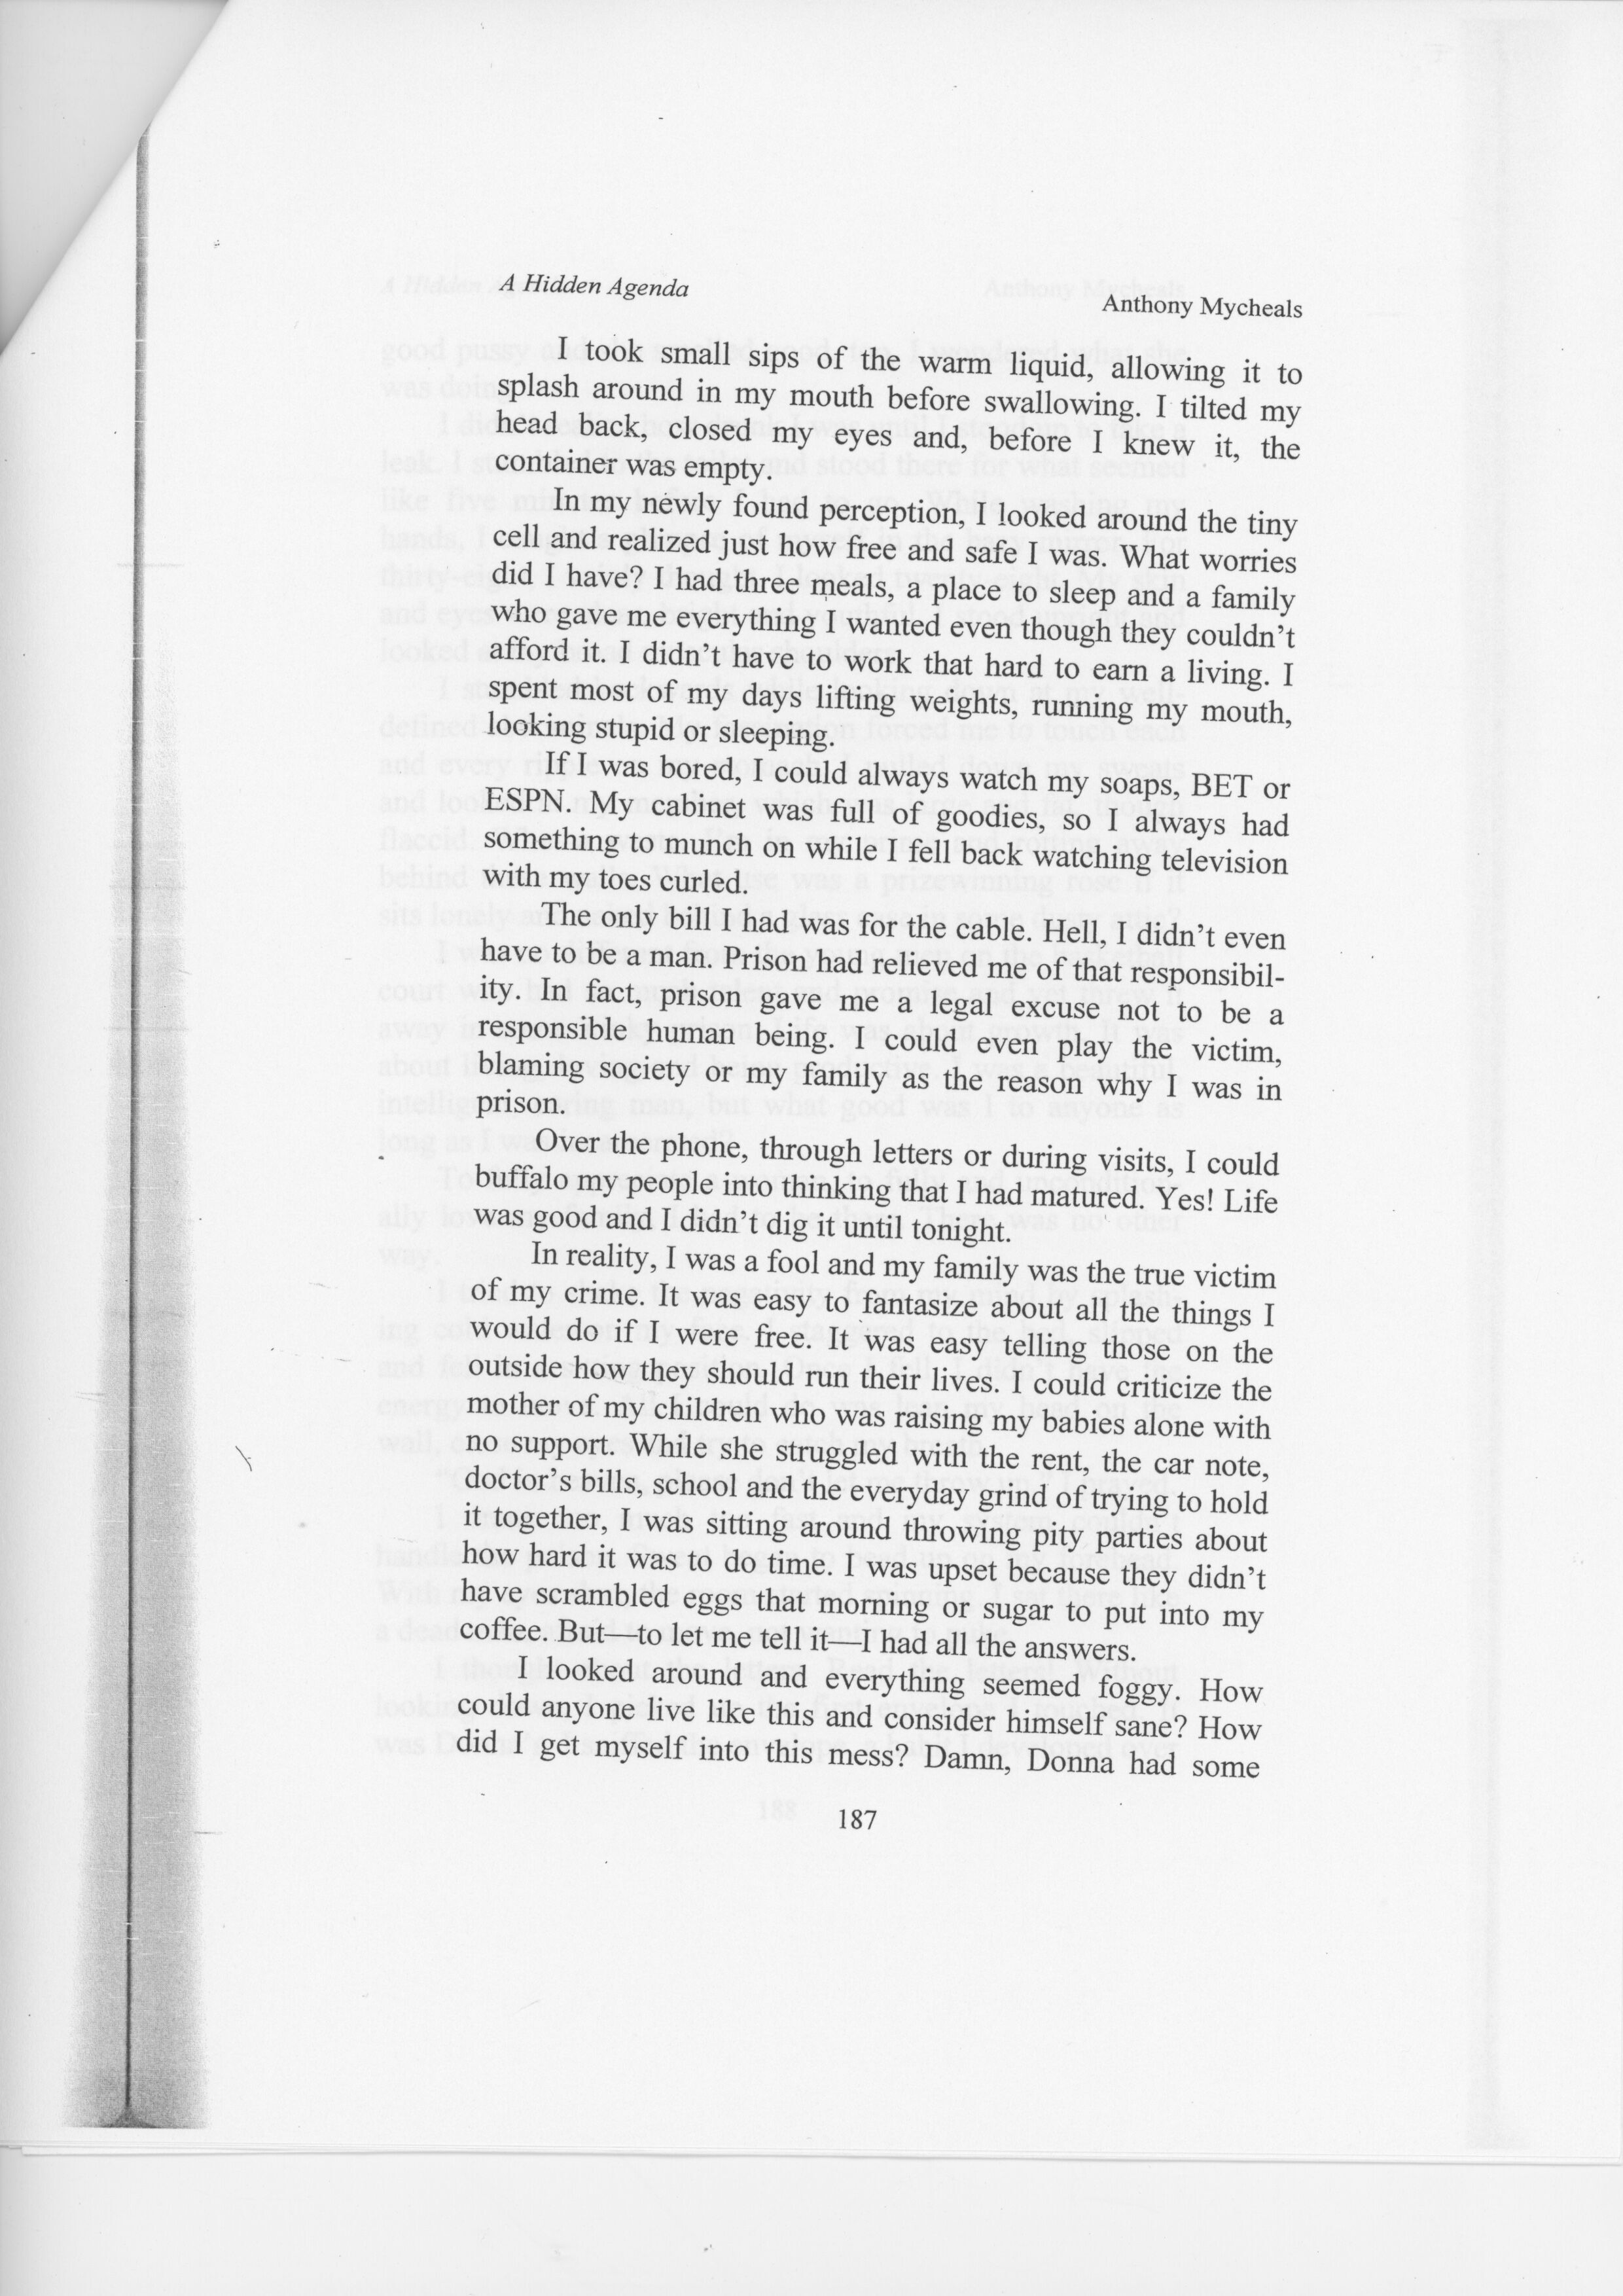 A Hidden Agenda
Anthony Mycheals
I took small sips of the warm liquid, allowing it to
splash around in my mouth before swallowing. I tilted my
head back, closed my eyes and, before I knew it, the
container was empty.
In my newly found perception, I looked around the tiny
cell and realized just how free and safe I was. What worries
did I have? I had three meals, a place to sleep and a family
who gave me everything I wanted even though they couldn’t
afford it. I didn’t have to work that hard to earn a living. I
spent most of my days lifting weights, running my mouth,
looking stupid or sleeping.
If I was bored, I could always watch my soaps, BET or
ESPN. My cabinet was full of goodies, so I always had
something to munch on while I fell back watching television
with my toes curled.
The only bill I had was for the cable. Hell, I didn’t even
have to be a man. Prison had relieved me of that responsibil-
ity. In fact, prison gave me a legal excuse not to be a
responsible human being. I could even play the victim,
blaming society or my family as the reason why I was in
prison.
Over the phone, through letters or during visits, I could
buffalo my people into thinking that I had matured. Yes! Life
was good and I didn’t dig it until tonight.
In reality, I was a fool and my family was the true victim
of my crime. It was easy to fantasize about all the things I
would do if I were free. It was easy telling those on the
outside how they should run their lives. I could criticize the
mother of my children who was raising my babies alone with
no support. While she struggled with the rent, the car note,
doctor’s bills, school and the everyday grind of trying to hold
it together, I was sitting around throwing pity parties about
how hard it was to do time. I was upset because they didn’t
have scrambled eggs that morning or sugar to put into my
coffee. But—to let me tell it—I had all the answers.
I looked around and everything seemed foggy. How
could anyone live like this and consider himself sane? How
did I get myself into this mess? Damn, Donna had some
187